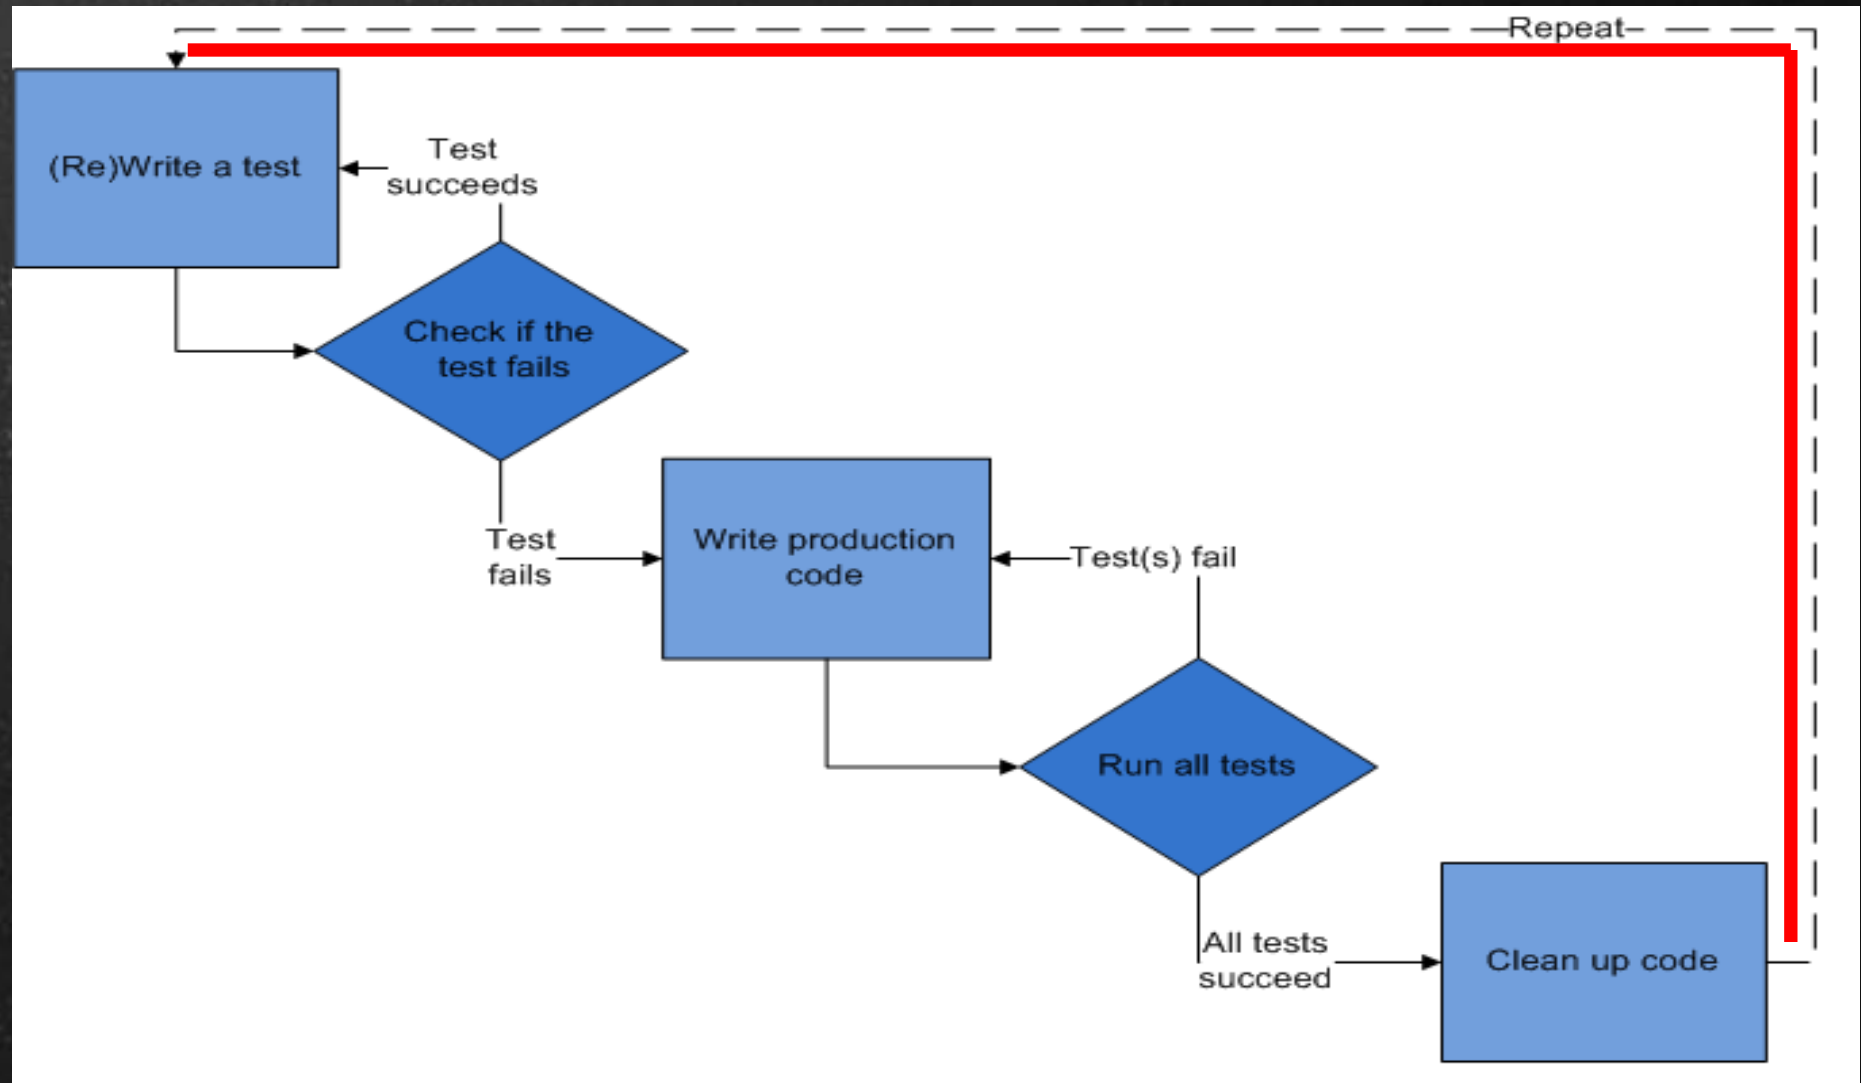 Repeat
(Re)Write a test
Test
succeeds
Check if the
test fails
Test
fails
Write production
code
Test(s) fail
Run all tests
All tests
succeed
Clean up code